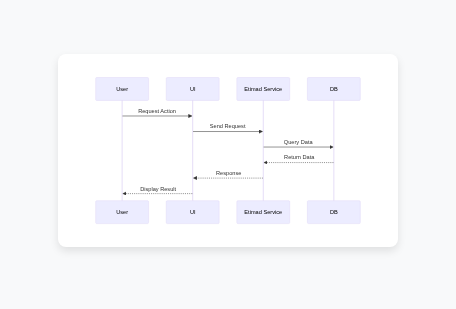 User
UI
Etimad Service
DB
Request Action
Send Request
Query Data
Return Data
Response
Display Result
User
UI
Etimad Service
DB